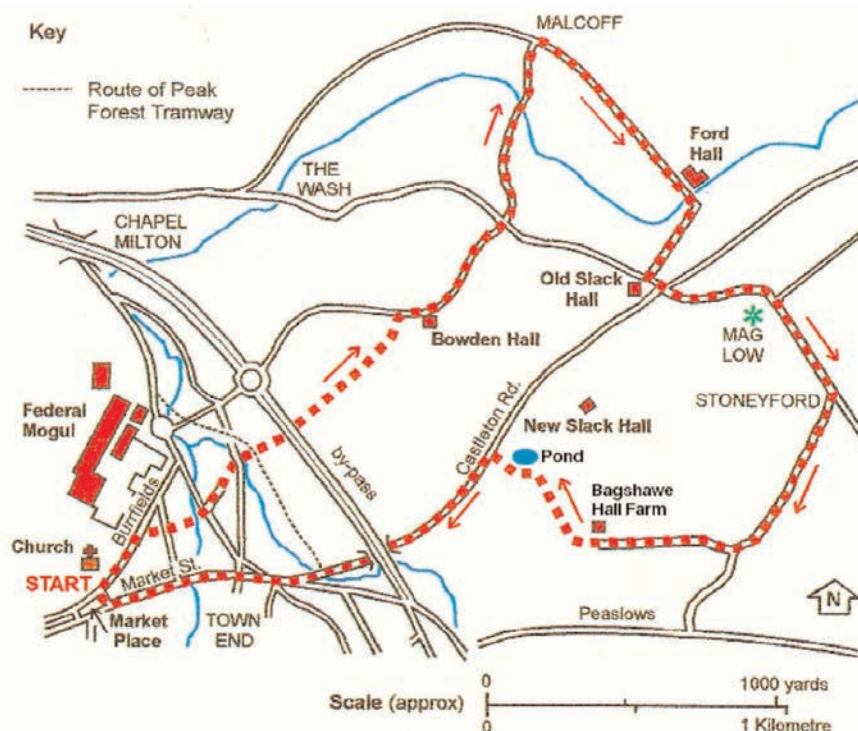 Key
Route of Peak
Forest Tramway
MALCOFF
THE
WASH
Ford
Hall
CHAPEL
MILTON
Old Slack
Hall
Bowden Hall
MAG
LOW
Federal
Mogul
Castleton Rd.
STONEYFORD
New Slack Hall
by-pass
Pond
Burrfields
Bagshawe
Hall Farm
Church
START
Market St.
Market
Place
TOWN
END
Peaslows
N
Scale (approx)
0
1000 yards
0
1 Kilometre